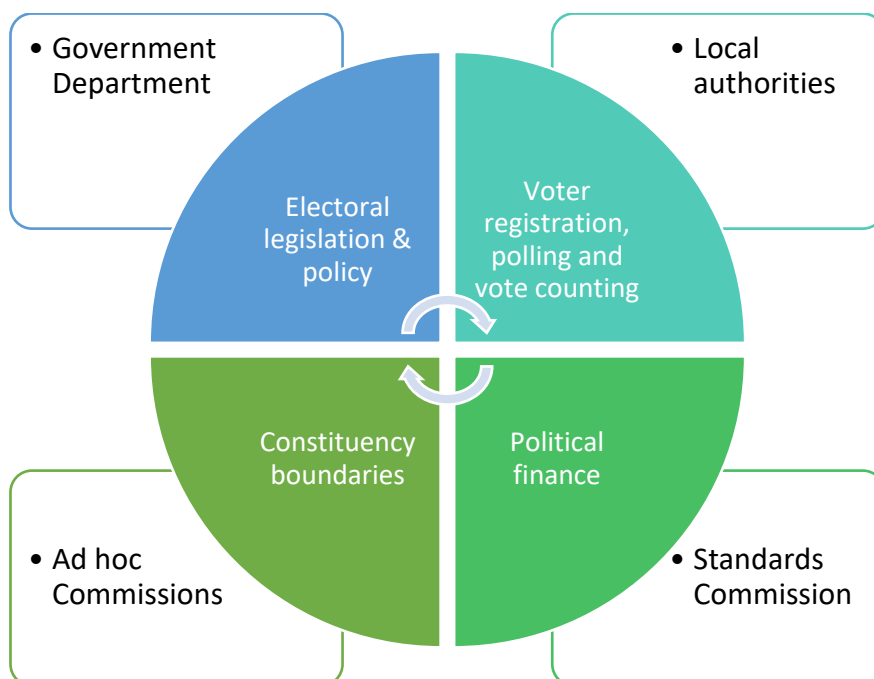 • Government
Department
• Local
authorities
Electoral
legislation &
policy
Voter
registration,
polling and
vote counting
Constituency
boundaries
Political
finance
• Ad hoc
Commissions
• Standards
Commission